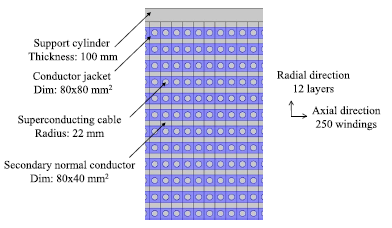 Support cylinder
Thickness: 100 mm
Conductor jacket
Dim: 80x80 mm²
Superconducting cable
Radius: 22 mm
Secondary normal conductor
Dim: 80x40 mm²
Radial direction
12 layers
Axial direction
250 windings